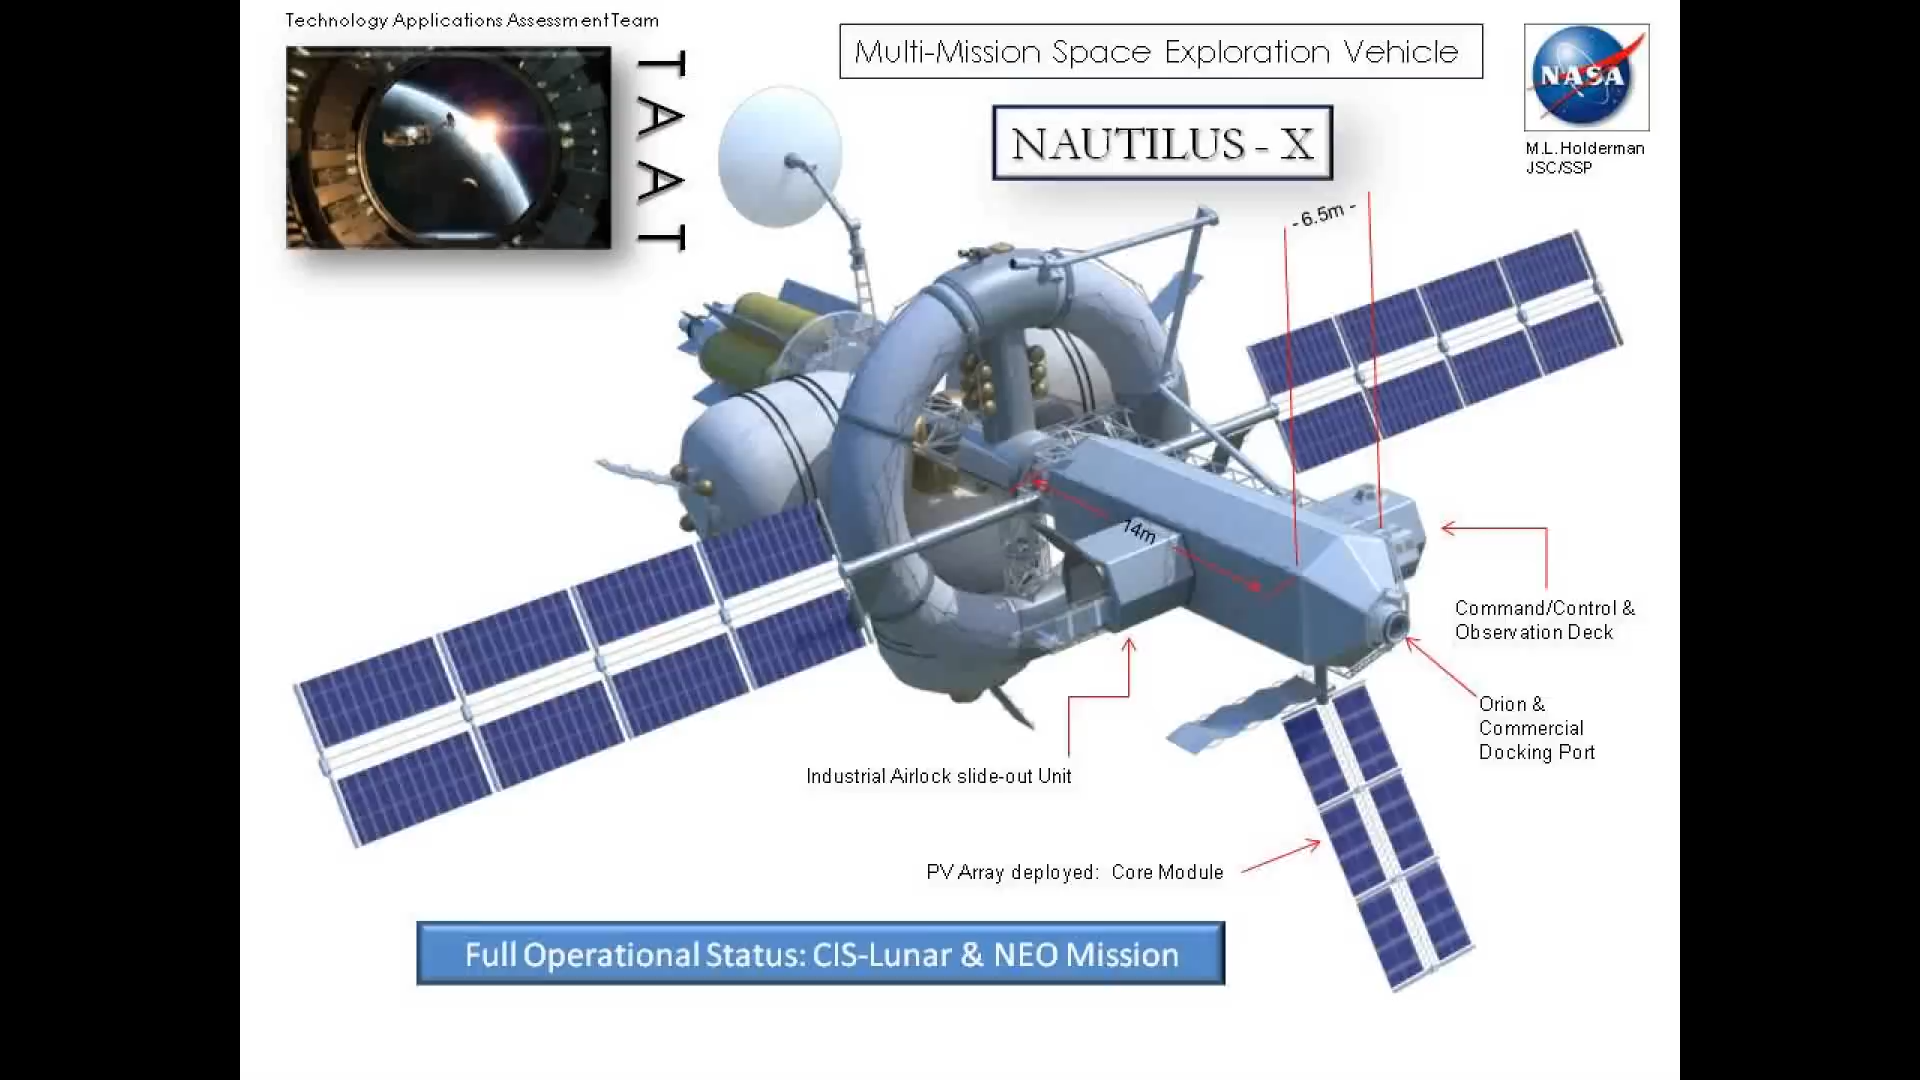 Technology Applications Assessment Team
TAAT
Multi-Mission Space Exploration Vehicle
NASA
NAUTILUS - X
M.L.Holderman
JSC/SSP
- 6.5m -
14m
Command/Control &
Observation Deck
Orion &
Commercial
Docking Port
Industrial Airlock slide-out Unit
PV Array deployed: Core Module
Full Operational Status: CIS-Lunar & NEO Mission